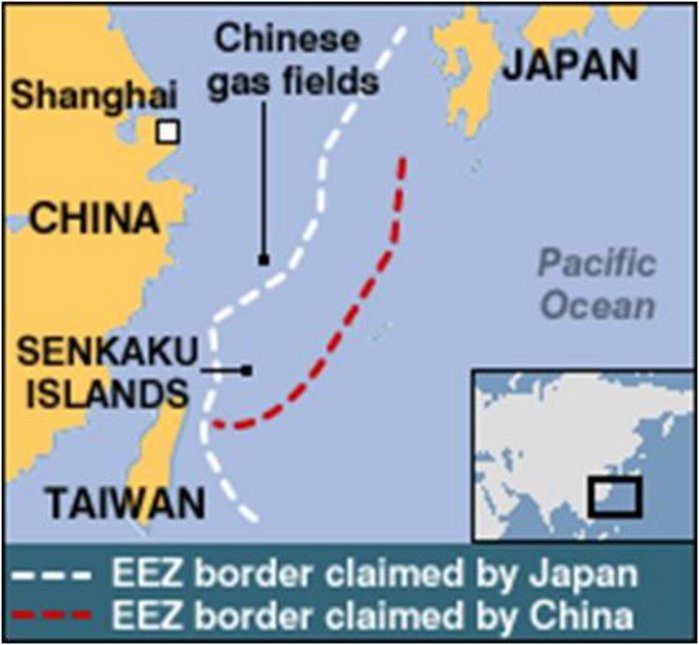 Chinese
gas fields
JAPAN
Shanghai
CHINA
Pacific
Ocean
SENKAKU
ISLANDS
TAIWAN
EEZ border claimed by Japan
EEZ border claimed by China